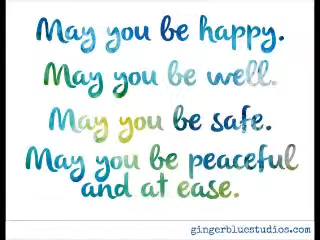 May you be happy.
May you be well.
May you be safe.
May you be peaceful
and at ease.
gingerbluestudios.com